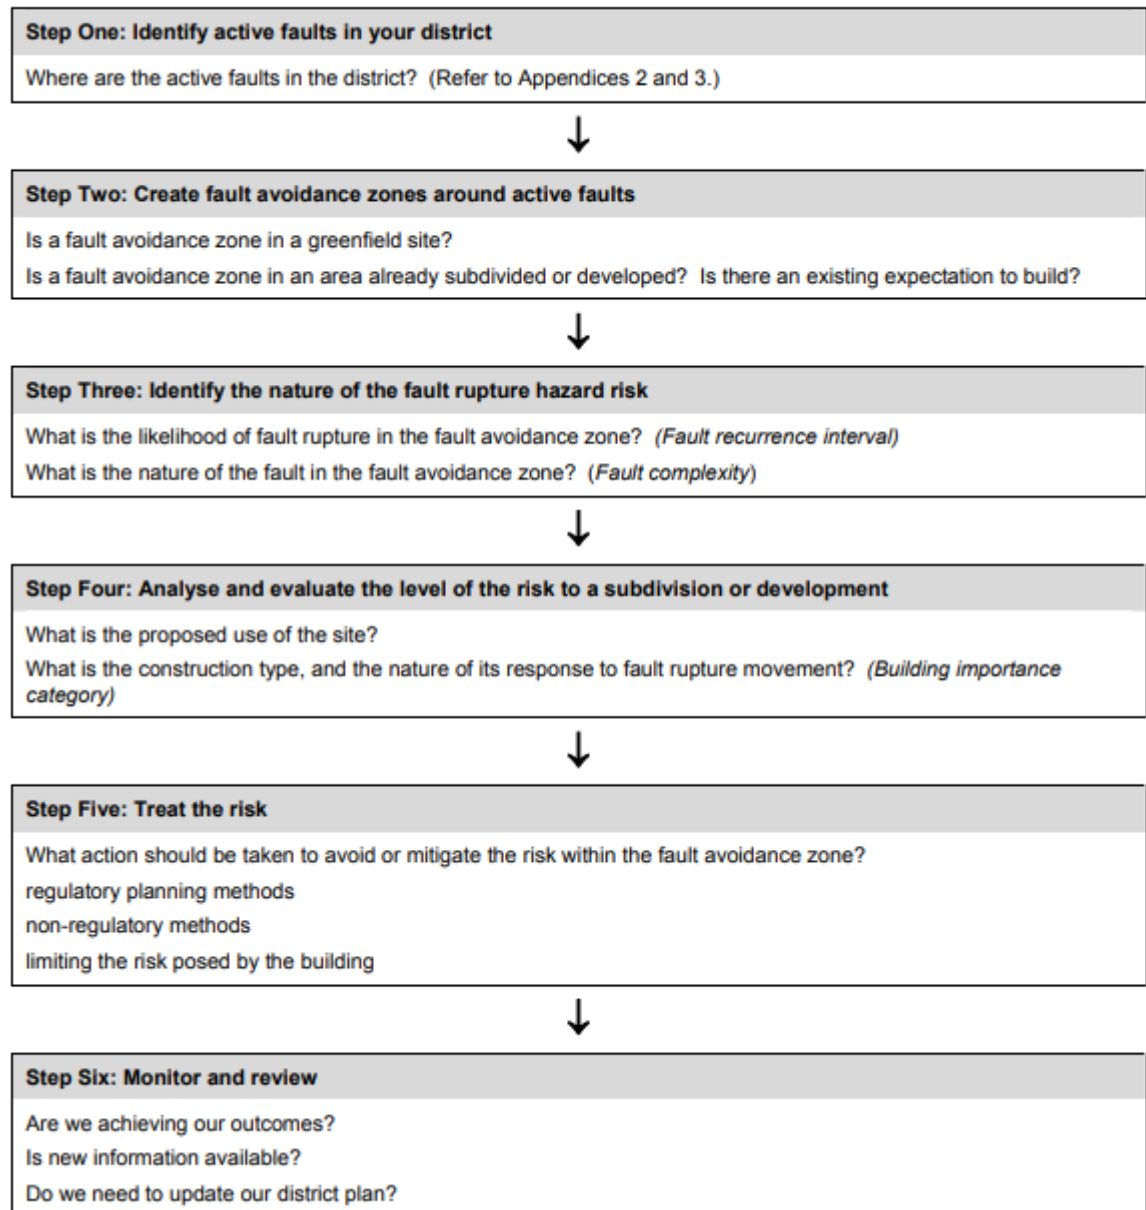 Step One: Identify active faults in your district
Where are the active faults in the district? (Refer to Appendices 2 and 3.)
Step Two: Create fault avoidance zones around active faults
Is a fault avoidance zone in a greenfield site?
Is a fault avoidance zone in an area already subdivided or developed? Is there an existing expectation to build?
Step Three: Identify the nature of the fault rupture hazard risk
What is the likelihood of fault rupture in the fault avoidance zone? (Fault recurrence interval)
What is the nature of the fault in the fault avoidance zone? (Fault complexity)
Step Four: Analyse and evaluate the level of the risk to a subdivision or development
What is the proposed use of the site?
What is the construction type, and the nature of its response to fault rupture movement? (Building importance
category)
Step Five: Treat the risk
What action should be taken to avoid or mitigate the risk within the fault avoidance zone?
regulatory planning methods
non-regulatory methods
limiting the risk posed by the building
Step Six: Monitor and review
Are we achieving our outcomes?
Is new information available?
Do we need to update our district plan?